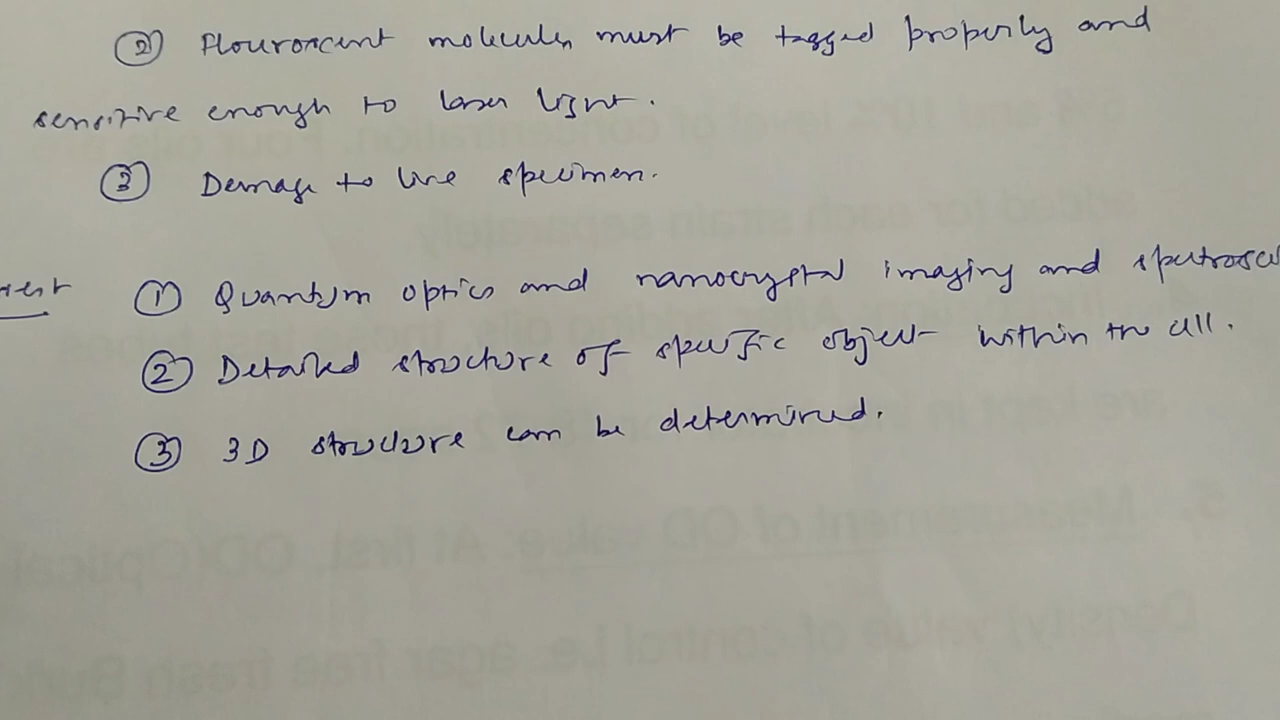 ② Flourorescent molecules must be tagged properly and
sensitive enough to laser light.
③ Damage to live specimen.
① Quantum optics and nanocrystal imaging and spectrosc
② Detailed structure of specific object within the cell.
③ 3D structure can be determined.